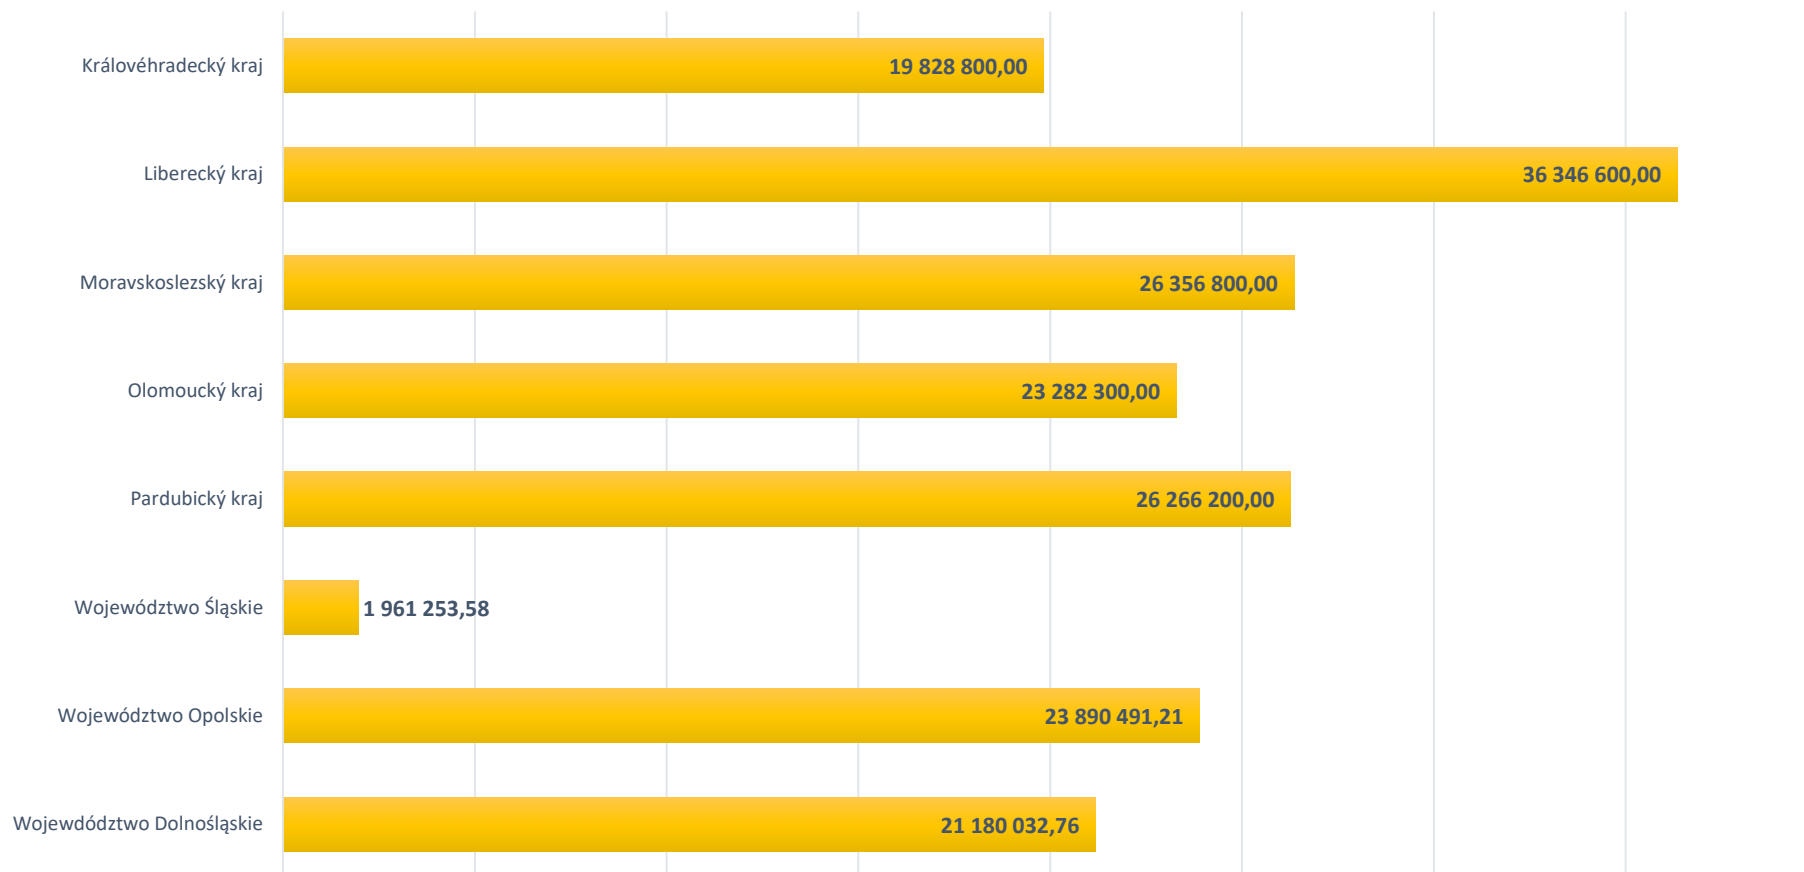 Královéhradecký kraj 19 828 800,00
Liberecký kraj 36 346 600,00
Moravskoslezský kraj 26 356 800,00
Olomoucký kraj 23 282 300,00
Pardubický kraj 26 266 200,00
Województwo Śląskie 1 961 253,58
Województwo Opolskie 23 890 491,21
Wojewdództwo Dolnośląskie 21 180 032,76